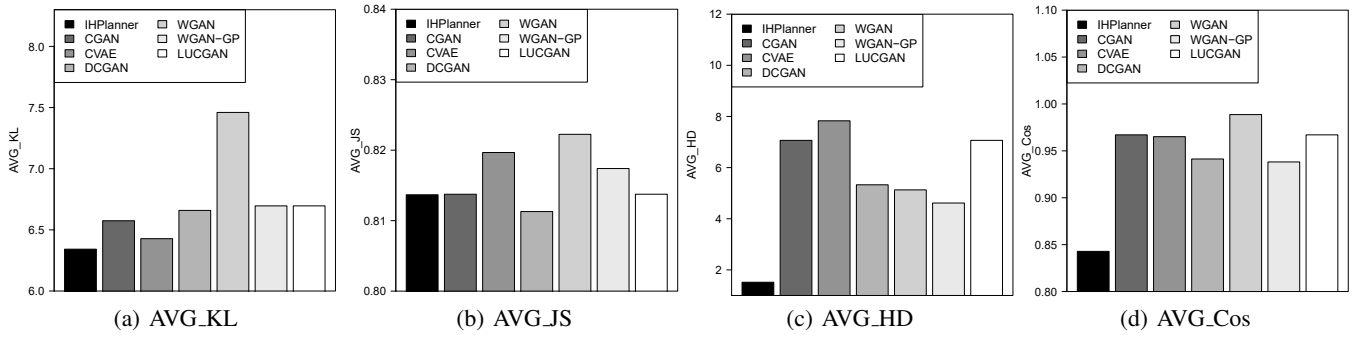 AVG_KL
8.0
7.5
7.0
6.5
6.0
IHPlanner WGAN
CGAN WGAN−GP
CVAE LUCGAN
DCGAN
(a) AVG_KL
AVG_JS
0.84
0.83
0.82
0.81
0.80
IHPlanner WGAN
CGAN WGAN−GP
CVAE LUCGAN
DCGAN
(b) AVG_JS
AVG_HD
12
10
8
6
4
2
IHPlanner WGAN
CGAN WGAN−GP
CVAE LUCGAN
DCGAN
(c) AVG_HD
AVG_Cos
1.10
1.05
1.00
0.95
0.90
0.85
0.80
IHPlanner WGAN
CGAN WGAN−GP
CVAE LUCGAN
DCGAN
(d) AVG_Cos